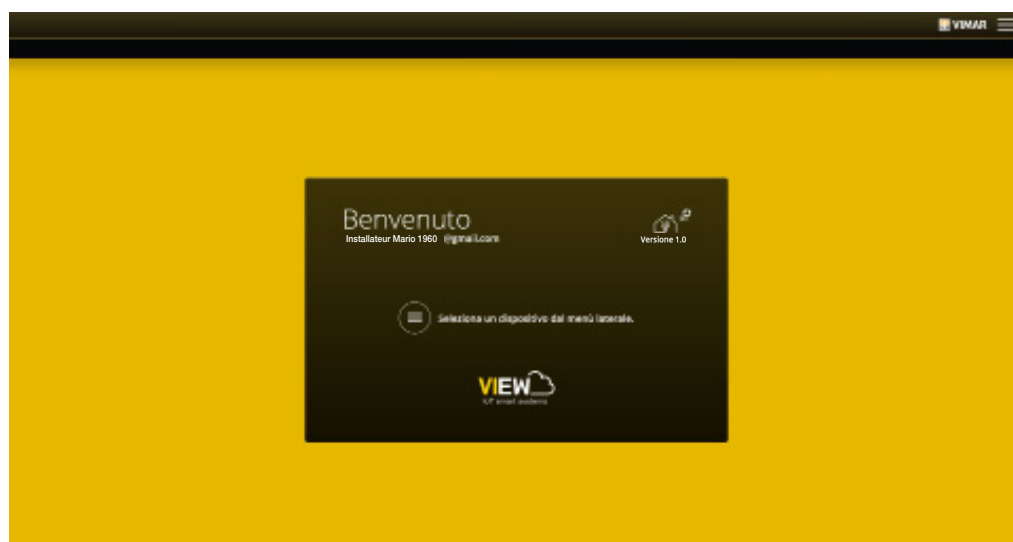 VIMAR
Benvenuto
Installateur Mario 1960 @gmail.com
Versione 1.0
Seleziona un dispositivo dal menù laterale.
VIEW
IoT smart systems